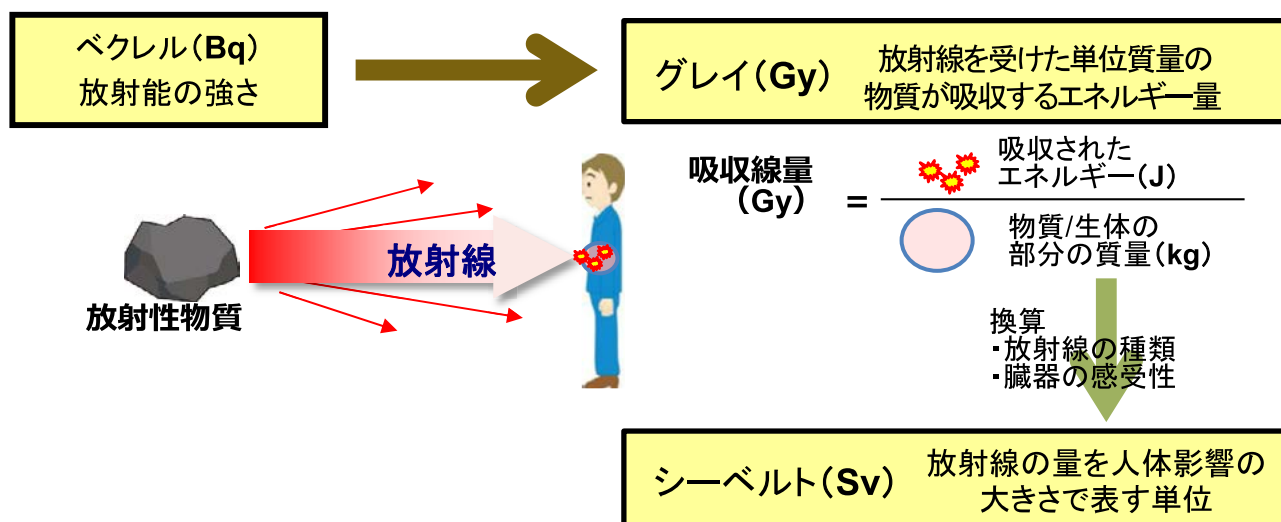 ベクレル(Bq)
放射能の強さ
グレイ(Gy)
放射線を受けた単位質量の
物質が吸収するエネルギー量
放射線
放射性物質
吸収線量
(Gy)
=
吸収された
エネルギー(J)
物質/生体の
部分の質量(kg)
換算
・放射線の種類
・臓器の感受性
シーベルト(Sv)
放射線の量を人体影響の
大きさで表す単位